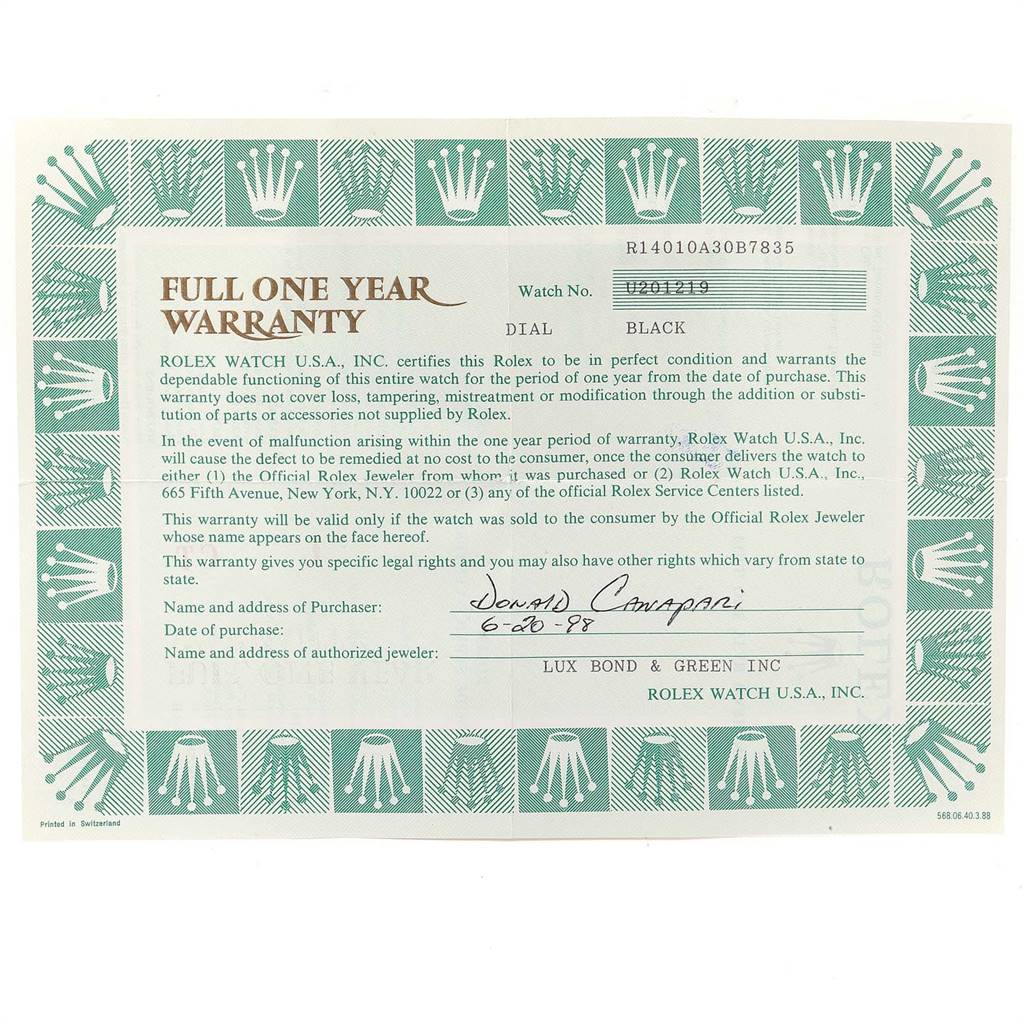 R14010A30B7835
FULL ONE YEAR
WARRANTY
Watch No. U201219
DIAL BLACK
ROLEX WATCH U.S.A., INC. certifies this Rolex to be in perfect condition and warrants the
dependable functioning of this entire watch for the period of one year from the date of purchase. This
warranty does not cover loss, tampering, mistreatment or modification through the addition or substi-
tution of parts or accessories not supplied by Rolex.
In the event of malfunction arising within the one year period of warranty, Rolex Watch U.S.A., Inc.
will cause the defect to be remedied at no cost to the consumer, once the consumer delivers the watch to
either (1) the Official Rolex Jeweler from whom it was purchased or (2) Rolex Watch U.S.A., Inc.,
665 Fifth Avenue, New York, N.Y. 10022 or (3) any of the official Rolex Service Centers listed.
This warranty will be valid only if the watch was sold to the consumer by the Official Rolex Jeweler
whose name appears on the face hereof.
This warranty gives you specific legal rights and you may also have other rights which vary from state to
state.
Name and address of Purchaser: Donald Canapari
Date of purchase: 6-20-98
Name and address of authorized jeweler:
LUX BOND & GREEN INC
ROLEX WATCH U.S.A., INC.
Printed in Switzerland 568.06.40.3.88